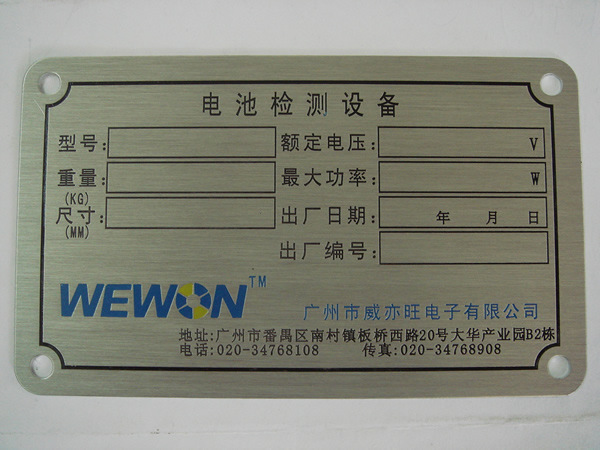 电池检测设备
型号: 额定电压: V
重量: 最大功率: W
(KG)
尺寸: 出厂日期: 年 月 日
(MM)
出厂编号:
WEWON™
广州市威亦旺电子有限公司
地址:广州市番禺区南村镇板桥西路20号大华产业园B2栋
电话:020-34768108 传真:020-34768908